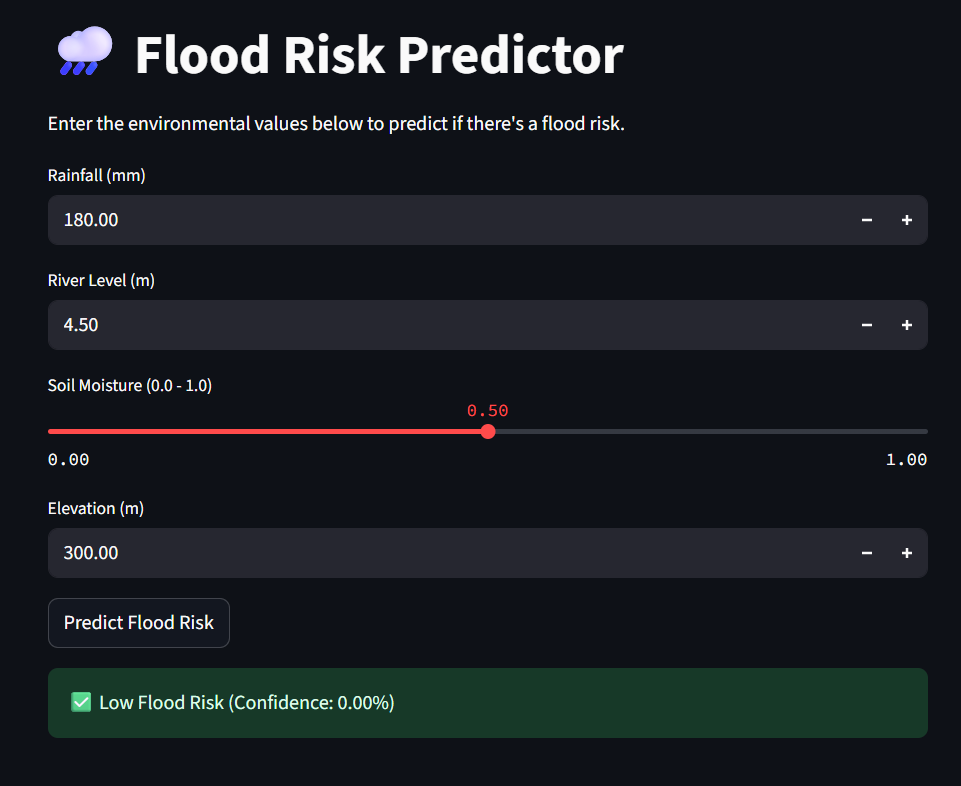 Flood Risk Predictor
Enter the environmental values below to predict if there's a flood risk.
Rainfall (mm)
180.00
River Level (m)
4.50
Soil Moisture (0.0 - 1.0)
0.50
0.00 1.00
Elevation (m)
300.00
Predict Flood Risk
✅ Low Flood Risk (Confidence: 0.00%)